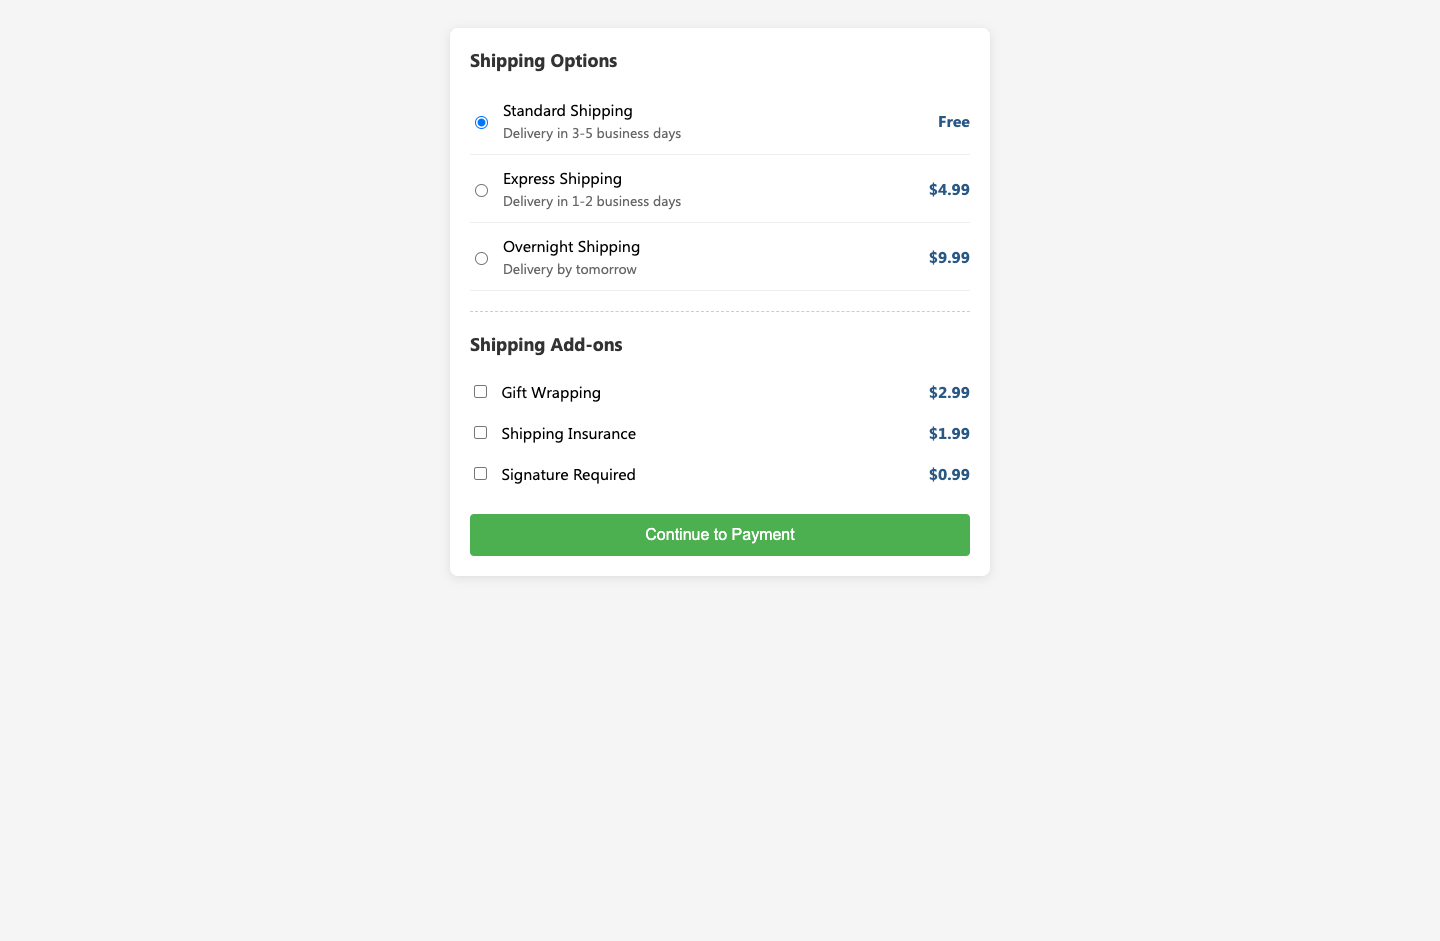 Shipping Options
Standard Shipping
Delivery in 3-5 business days
Free
Express Shipping
Delivery in 1-2 business days
$4.99
Overnight Shipping
Delivery by tomorrow
$9.99
Shipping Add-ons
Gift Wrapping $2.99
Shipping Insurance $1.99
Signature Required $0.99
Continue to Payment